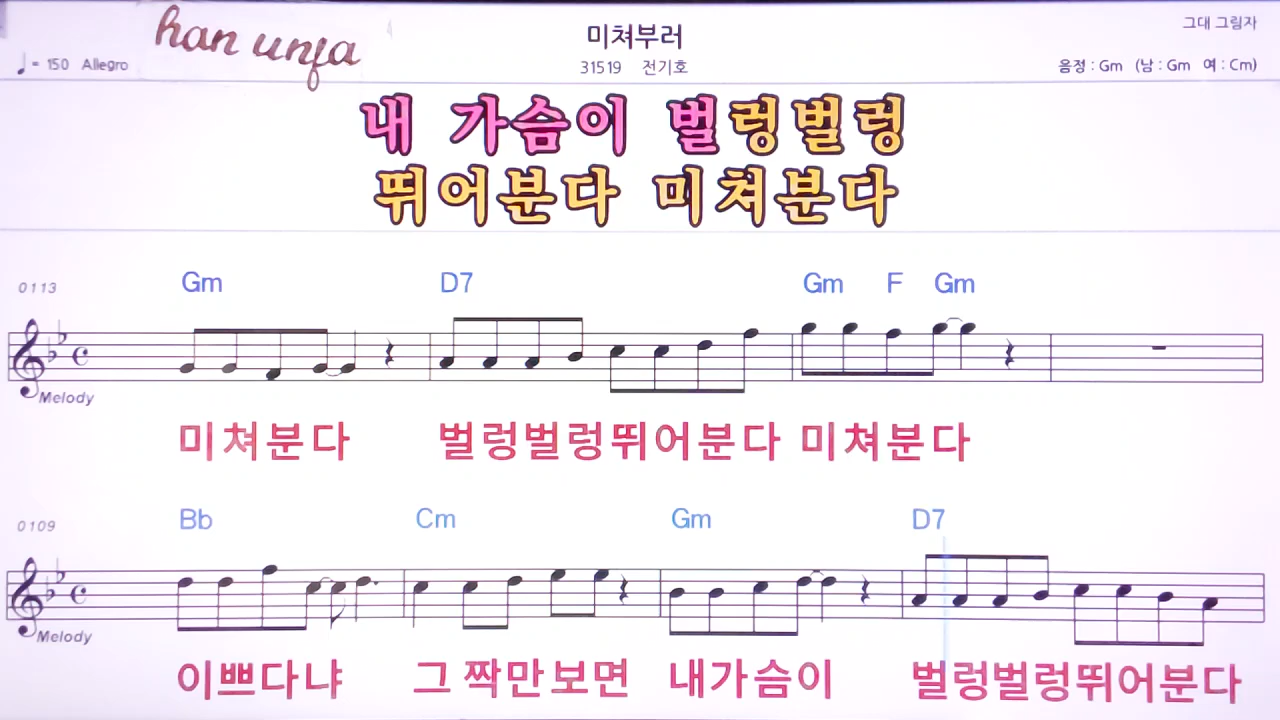 han unja
미쳐부러
그대 그림자
♩= 150 Allegro
31519 전기호
음정 : Gm (남 : Gm 여 : Cm)
내 가슴이 벌렁벌렁
뛰어분다 미쳐분다
Gm D7 Gm F Gm
0113
Melody
미쳐분다 벌렁벌렁뛰어분다 미쳐분다
Bb Cm Gm D7
0109
Melody
이쁘다냐 그 짝만보면 내가슴이 벌렁벌렁뛰어분다